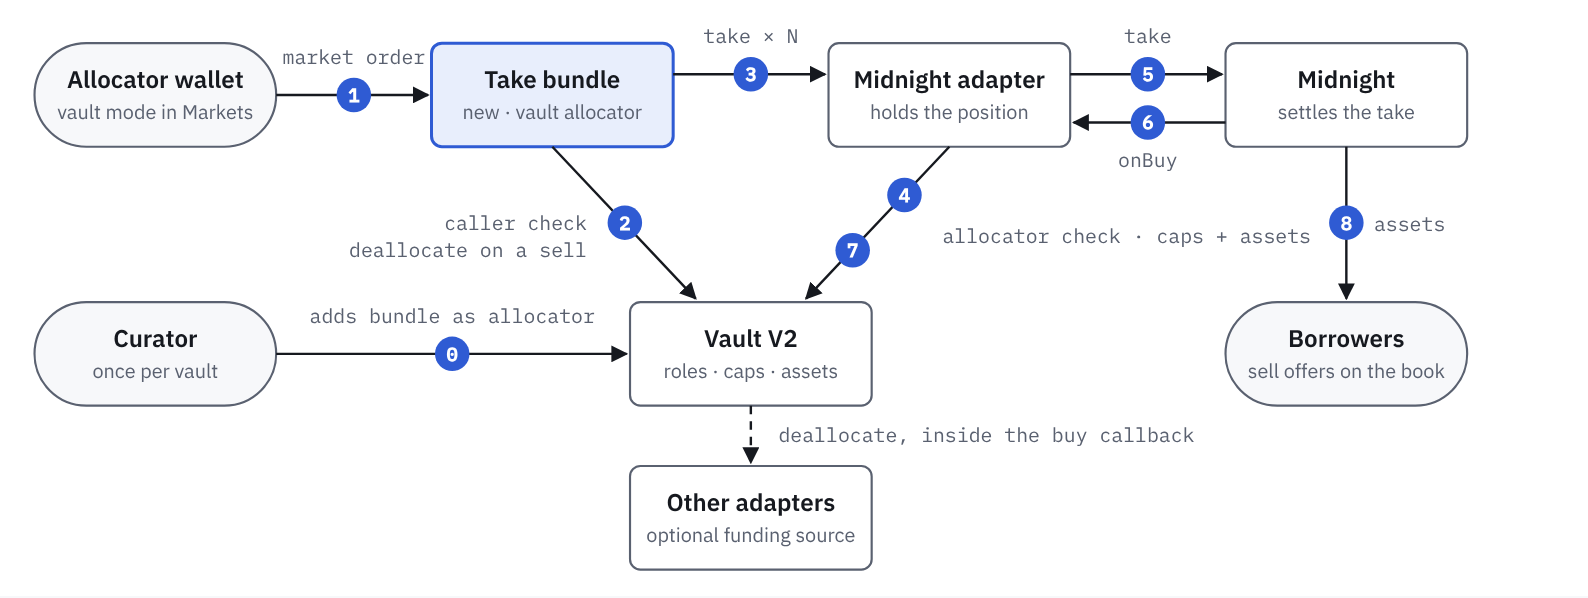 market order
take × N
take
Allocator wallet
vault mode in Markets
1
Take bundle
new · vault allocator
3
Midnight adapter
holds the position
5
6
onBuy
Midnight
settles the take
caller check
deallocate on a sell
2
4
7
allocator check · caps + assets
8
assets
Curator
once per vault
adds bundle as allocator
0
Vault V2
roles · caps · assets
Borrowers
sell offers on the book
deallocate, inside the buy callback
Other adapters
optional funding source